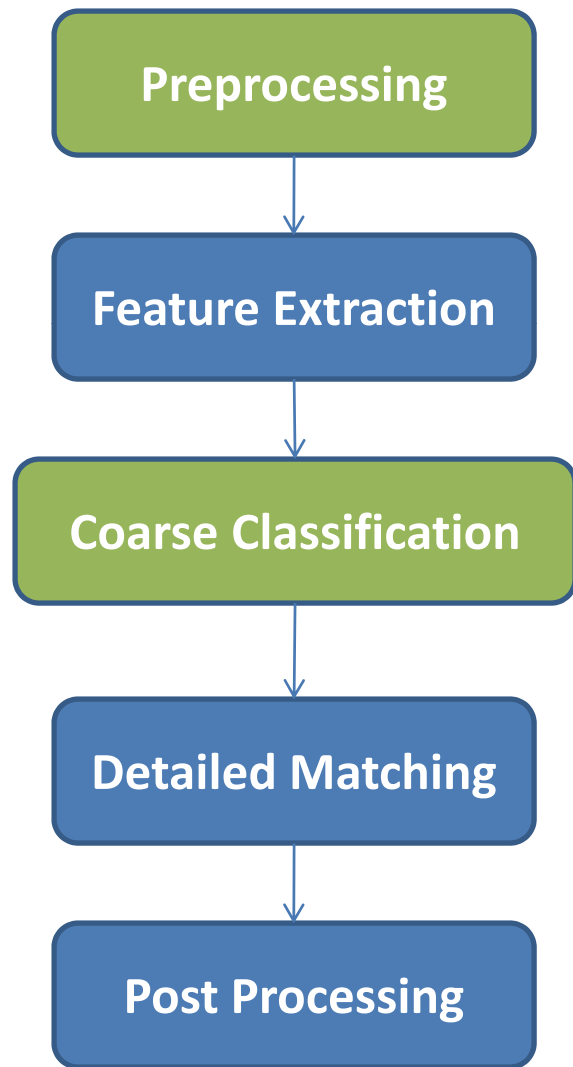 Preprocessing
Feature Extraction
Coarse Classification
Detailed Matching
Post Processing